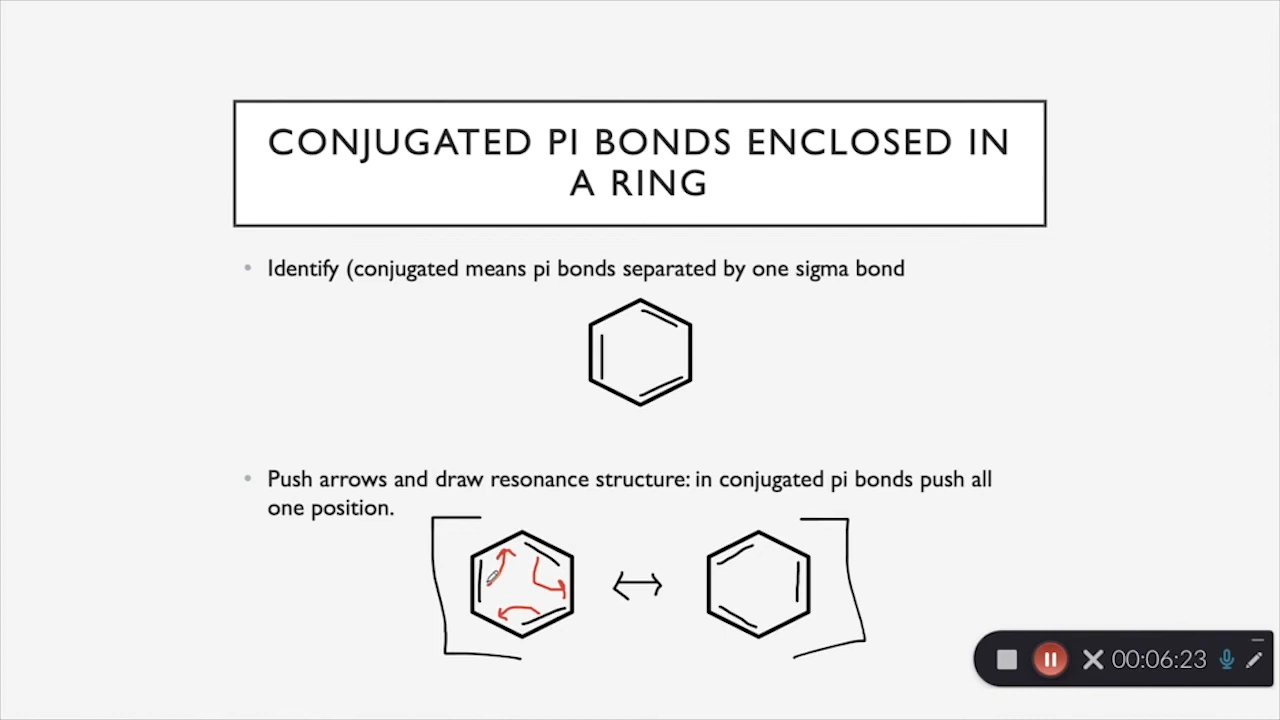 CONJUGATED PI BONDS ENCLOSED IN
A RING
• Identify (conjugated means pi bonds separated by one sigma bond
• Push arrows and draw resonance structure: in conjugated pi bonds push all
one position.
00:06:23